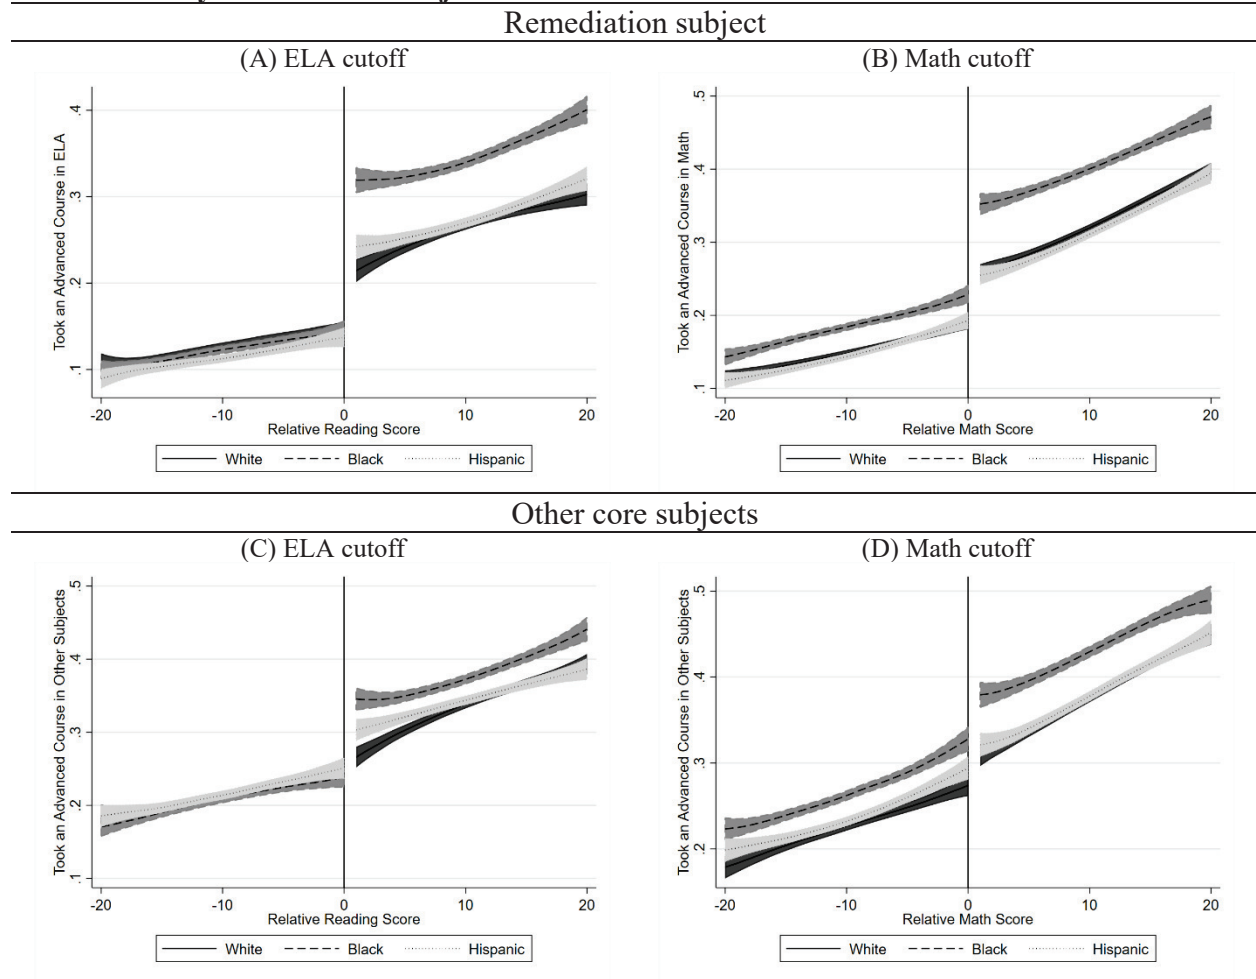 Remediation subject
(A) ELA cutoff
Took an Advanced Course in ELA
.4
.3
.2
.1
-20 -10 0 10 20
Relative Reading Score
White Black Hispanic
(B) Math cutoff
Took an Advanced Course in Math
.5
.4
.3
.2
.1
-20 -10 0 10 20
Relative Math Score
White Black Hispanic
Other core subjects
(C) ELA cutoff
Took an Advanced Course in Other Subjects
.5
.4
.3
.2
.1
-20 -10 0 10 20
Relative Reading Score
White Black Hispanic
(D) Math cutoff
Took an Advanced Course in Other Subjects
.5
.4
.3
.2
-20 -10 0 10 20
Relative Math Score
White Black Hispanic